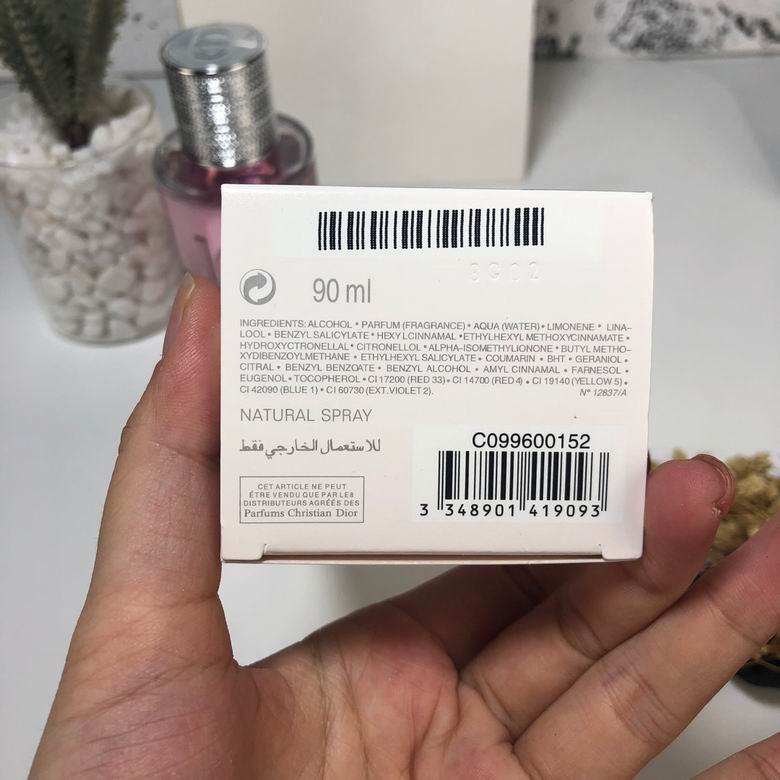 9G02
90 ml
INGREDIENTS: ALCOHOL • PARFUM (FRAGRANCE) • AQUA (WATER) • LIMONENE • LINA-
LOOL • BENZYL SALICYLATE • HEXYL CINNAMAL • ETHYLHEXYL METHOXYCINNAMATE •
HYDROXYCTRONELLAL • CITRONELLOL • ALPHA-ISOMETHYLIONONE • BUTYL METHO-
XYDIBENZOYLMETHANE • ETHYLHEXYL SALICYLATE • COUMARIN • BHT • GERANIOL •
CITRAL • BENZYL BENZOATE • BENZYL ALCOHOL • AMYL CINNAMAL • FARNESOL •
EUGENOL • TOCOPHEROL • CI 17200 (RED 33) • CI 14700 (RED 4) • CI 19140 (YELLOW 5) •
CI 42090 (BLUE 1) • CI 60730 (EXT. VIOLET 2).
N° 12837/A
NATURAL SPRAY
للاستعمال الخارجي فقط
CET ARTICLE NE PEUT
ÊTRE VENDU QUE PAR LES
DISTRIBUTEURS AGRÉÉS DES
Parfums Christian Dior
C099600152
3 348901 419093